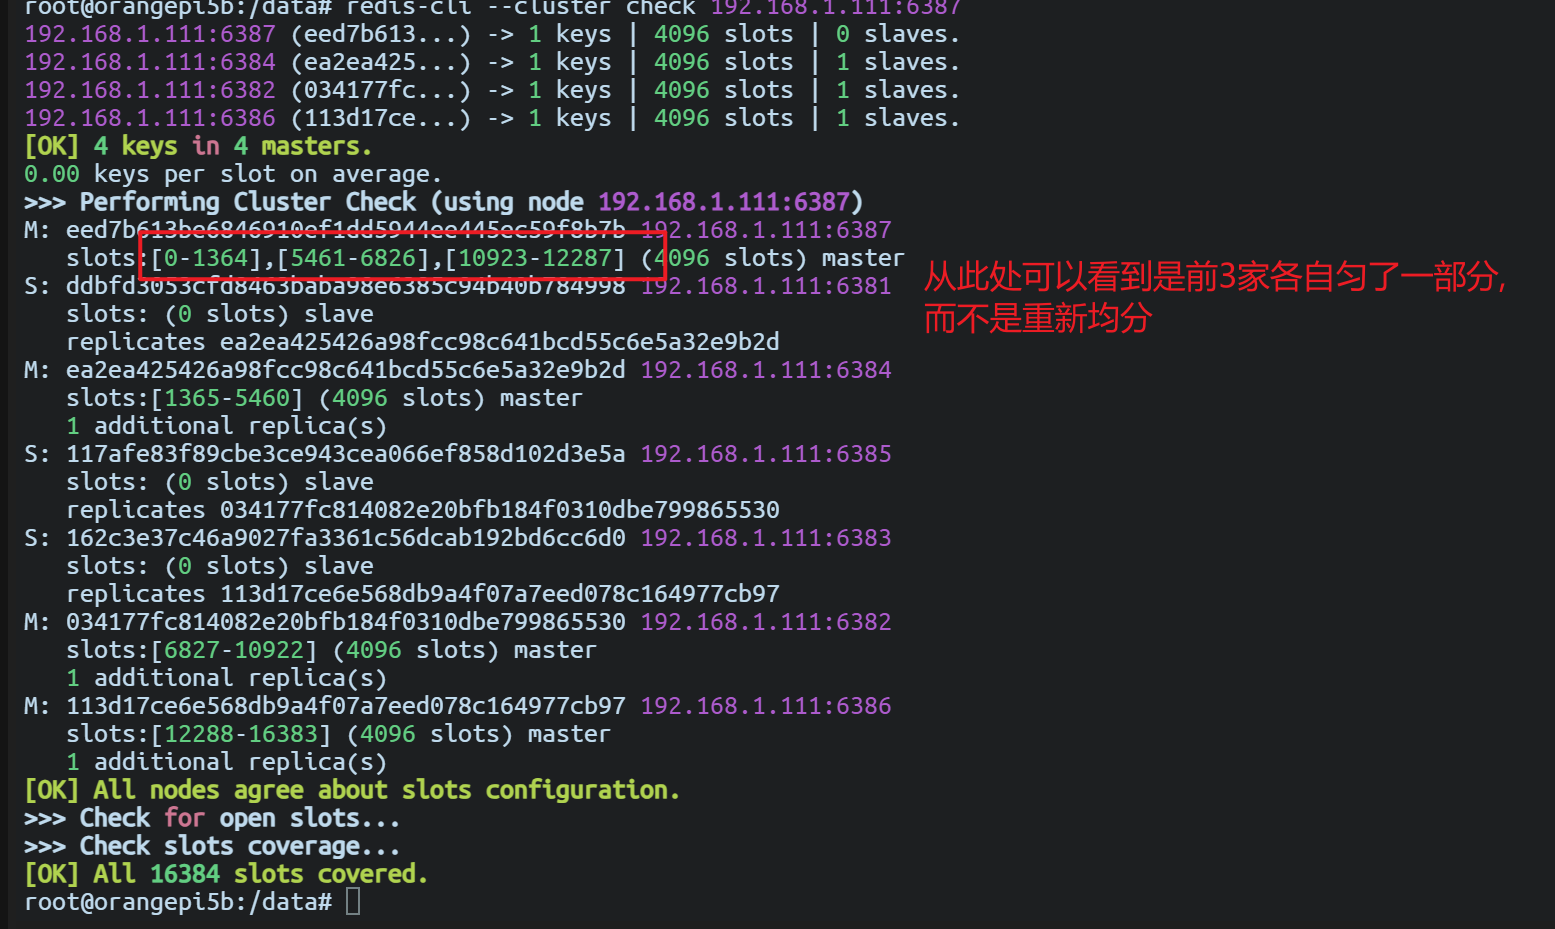 root@orangepi5b:/data# redis-cli --cluster check 192.168.1.111:6387
192.168.1.111:6387 (eed7b613...) -> 1 keys | 4096 slots | 0 slaves.
192.168.1.111:6384 (ea2ea425...) -> 1 keys | 4096 slots | 1 slaves.
192.168.1.111:6382 (034177fc...) -> 1 keys | 4096 slots | 1 slaves.
192.168.1.111:6386 (113d17ce...) -> 1 keys | 4096 slots | 1 slaves.
[OK] 4 keys in 4 masters.
0.00 keys per slot on average.
>>> Performing Cluster Check (using node 192.168.1.111:6387)
M: eed7b613be6846910ef1dd5944ee445ec59f8b7b 192.168.1.111:6387
slots:[0-1364],[5461-6826],[10923-12287] (4096 slots) master
从此处可以看到是前3家各自匀了一部分,
而不是重新均分
S: ddbfd3053cfd8463baba98e6385c94b40b784998 192.168.1.111:6381
slots: (0 slots) slave
replicates ea2ea425426a98fcc98c641bcd55c6e5a32e9b2d
M: ea2ea425426a98fcc98c641bcd55c6e5a32e9b2d 192.168.1.111:6384
slots:[1365-5460] (4096 slots) master
1 additional replica(s)
S: 117afe83f89cbe3ce943cea066ef858d102d3e5a 192.168.1.111:6385
slots: (0 slots) slave
replicates 034177fc814082e20bfb184f0310dbe799865530
S: 162c3e37c46a9027fa3361c56dcab192bd6cc6d0 192.168.1.111:6383
slots: (0 slots) slave
replicates 113d17ce6e568db9a4f07a7eed078c164977cb97
M: 034177fc814082e20bfb184f0310dbe799865530 192.168.1.111:6382
slots:[6827-10922] (4096 slots) master
1 additional replica(s)
M: 113d17ce6e568db9a4f07a7eed078c164977cb97 192.168.1.111:6386
slots:[12288-16383] (4096 slots) master
1 additional replica(s)
[OK] All nodes agree about slots configuration.
>>> Check for open slots...
>>> Check slots coverage...
[OK] All 16384 slots covered.
root@orangepi5b:/data#